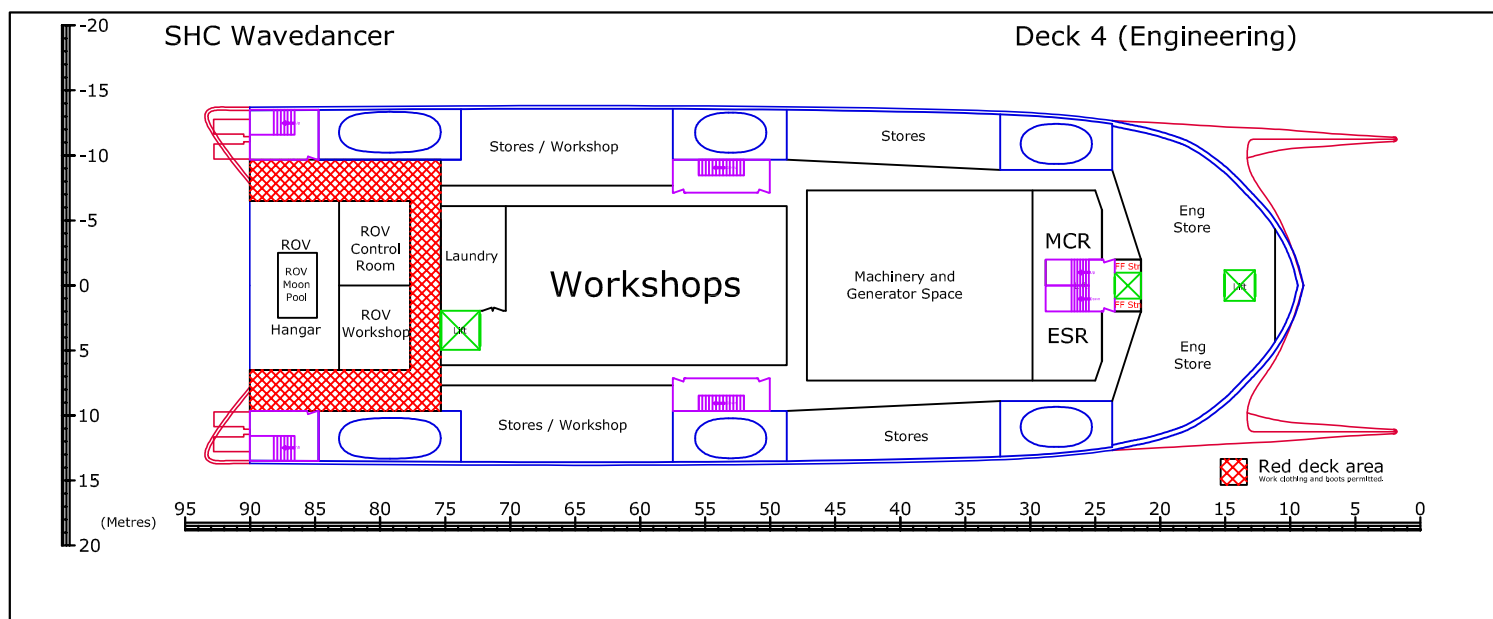 SHC Wavedancer
Deck 4 (Engineering)
-20
-15
-10
-5
0
5
10
15
20
Stores / Workshop
Stores
Eng
Store
ROV
ROV
Moon
Pool
Hangar
ROV
Control
Room
ROV
Workshop
Laundry
Lift
Workshops
Machinery and
Generator Space
MCR
ESR
FF Str
FF Str
Lift
Eng
Store
Stores / Workshop
Stores
Red deck area
Work clothing and boots permitted.
(Metres)
95 90 85 80 75 70 65 60 55 50 45 40 35 30 25 20 15 10 5 0